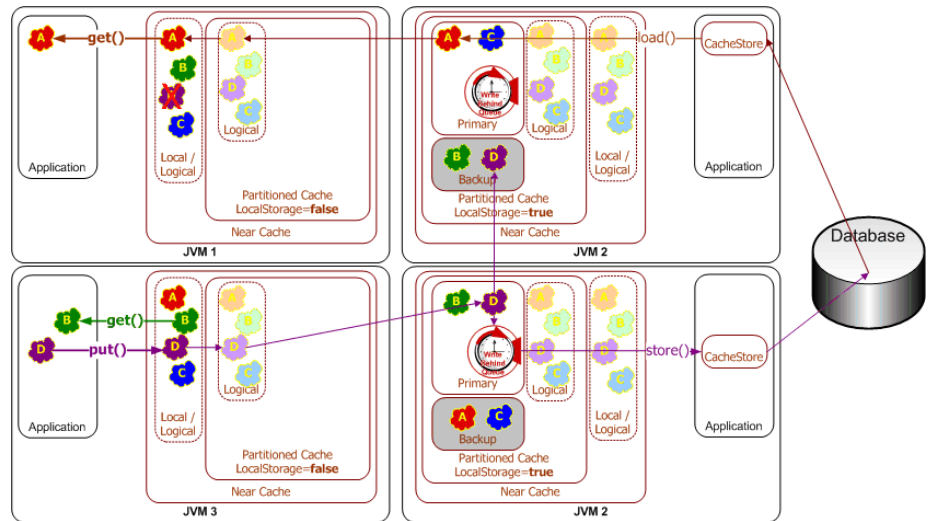 A
get()
A
A
B
B
D
D
C
C
Logical
Application
Local /
Logical
Partitioned Cache
LocalStorage=false
Near Cache
JVM 1
A
C
A
A
load()
CacheStore
B
B
Write
Behind
Queue
D
D
C
C
Primary
Logical
B
D
Backup
Local /
Logical
Application
Partitioned Cache
LocalStorage=true
Near Cache
JVM 2
Database
A
A
B
get()
B
B
D
put()
D
D
C
C
Logical
Application
Local /
Logical
Partitioned Cache
LocalStorage=false
Near Cache
JVM 3
B
D
A
A
B
B
Write
Behind
Queue
D
D
store()
CacheStore
C
C
Primary
Logical
A
C
Backup
Local /
Logical
Application
Partitioned Cache
LocalStorage=true
Near Cache
JVM 2